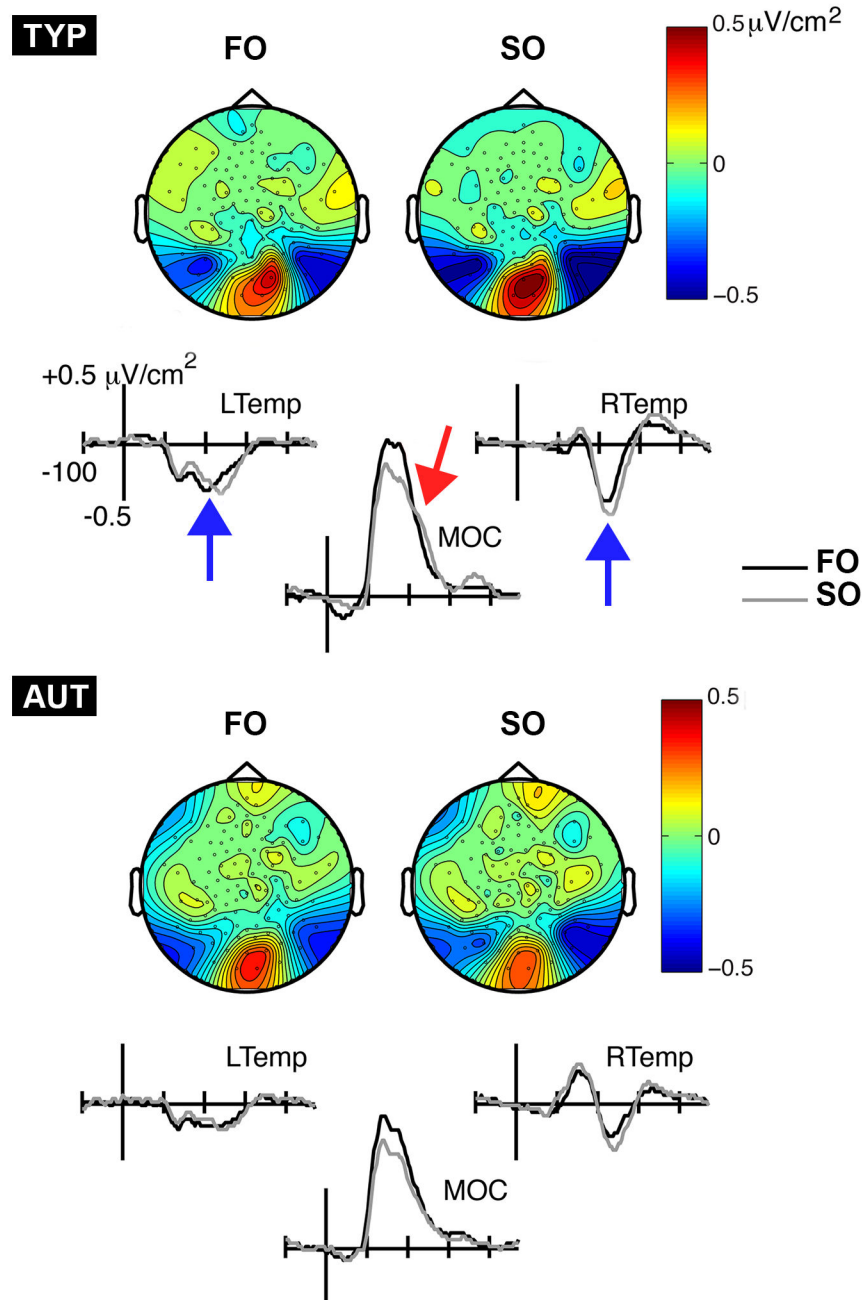 TYP
FO
SO
0.5 μV/cm²
0
−0.5
+0.5 μV/cm²
LTemp
RTemp
-100
-0.5
MOC
FO
SO
AUT
FO
SO
0.5
0
−0.5
LTemp
RTemp
MOC